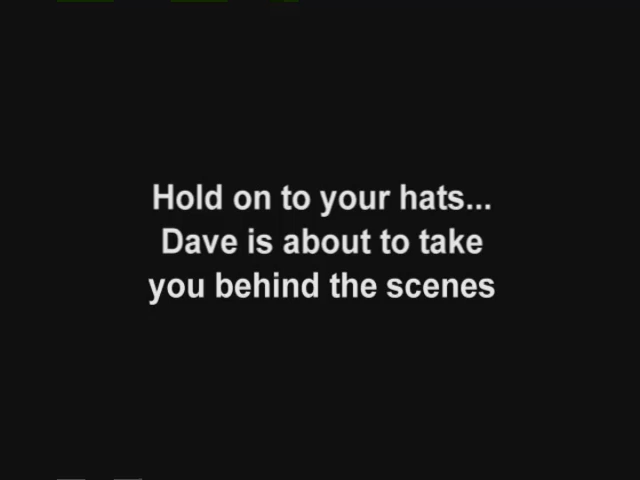 Hold on to your hats...
Dave is about to take
you behind the scenes